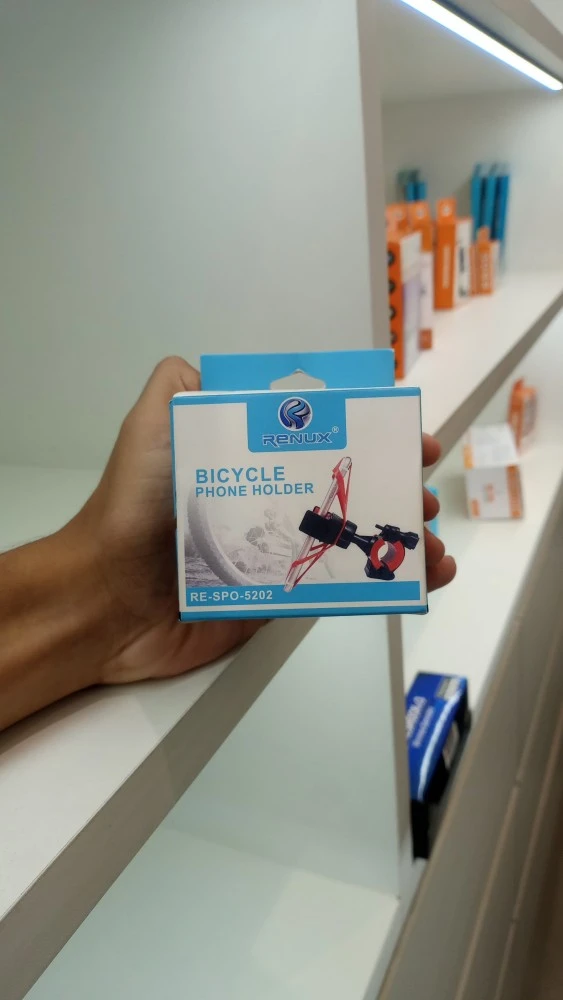 RENUX®
BICYCLE
PHONE HOLDER
RE-SPO-5202